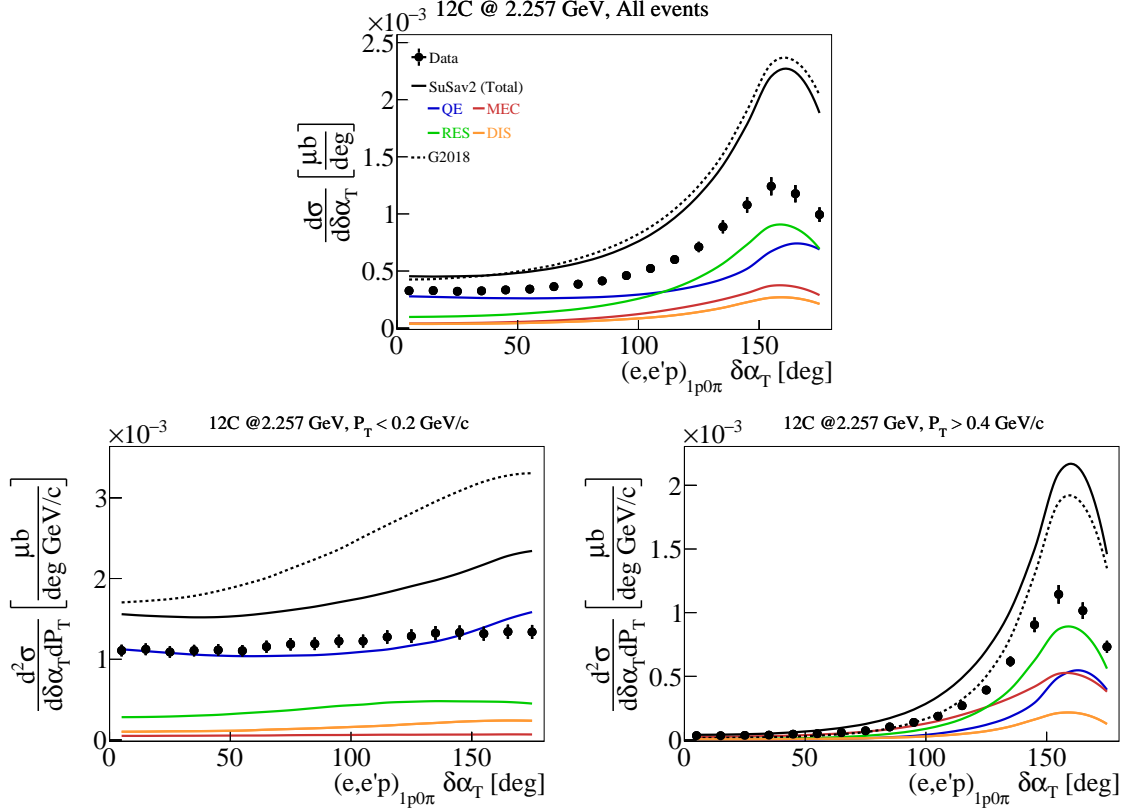 12C @ 2.257 GeV, All events
×10⁻³
2.5
2
1.5
1
0.5
0
Data
SuSav2 (Total)
QE MEC
RES DIS
G2018
dσ/dδα_T [μb/deg]
0 50 100 150
(e,e'p)_1p0π δα_T [deg]
12C @2.257 GeV, P_T < 0.2 GeV/c
×10⁻³
3
2
1
0
d²σ/dδα_T dP_T [μb/deg GeV/c]
0 50 100 150
(e,e'p)_1p0π δα_T [deg]
12C @2.257 GeV, P_T > 0.4 GeV/c
×10⁻³
2
1.5
1
0.5
0
d²σ/dδα_T dP_T [μb/deg GeV/c]
0 50 100 150
(e,e'p)_1p0π δα_T [deg]